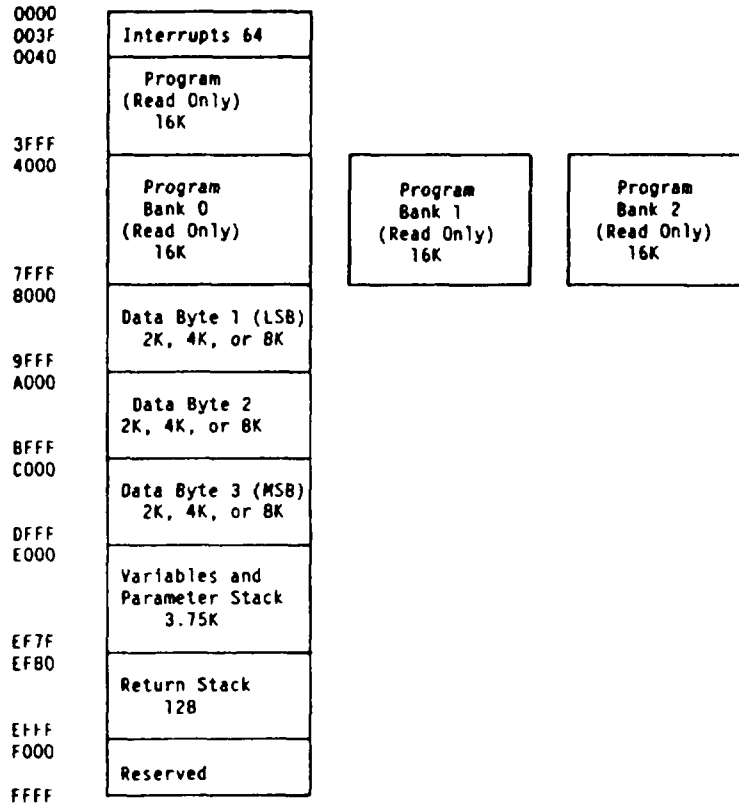 0000
003F
0040
Interrupts 64
Program
(Read Only)
16K
3FFF
4000
Program
Bank 0
(Read Only)
16K
Program
Bank 1
(Read Only)
16K
Program
Bank 2
(Read Only)
16K
7FFF
8000
Data Byte 1 (LSB)
2K, 4K, or 8K
9FFF
A000
Data Byte 2
2K, 4K, or 8K
BFFF
C000
Data Byte 3 (MSB)
2K, 4K, or 8K
DFFF
E000
Variables and
Parameter Stack
3.75K
EF7F
EF80
Return Stack
128
EFFF
F000
Reserved
FFFF